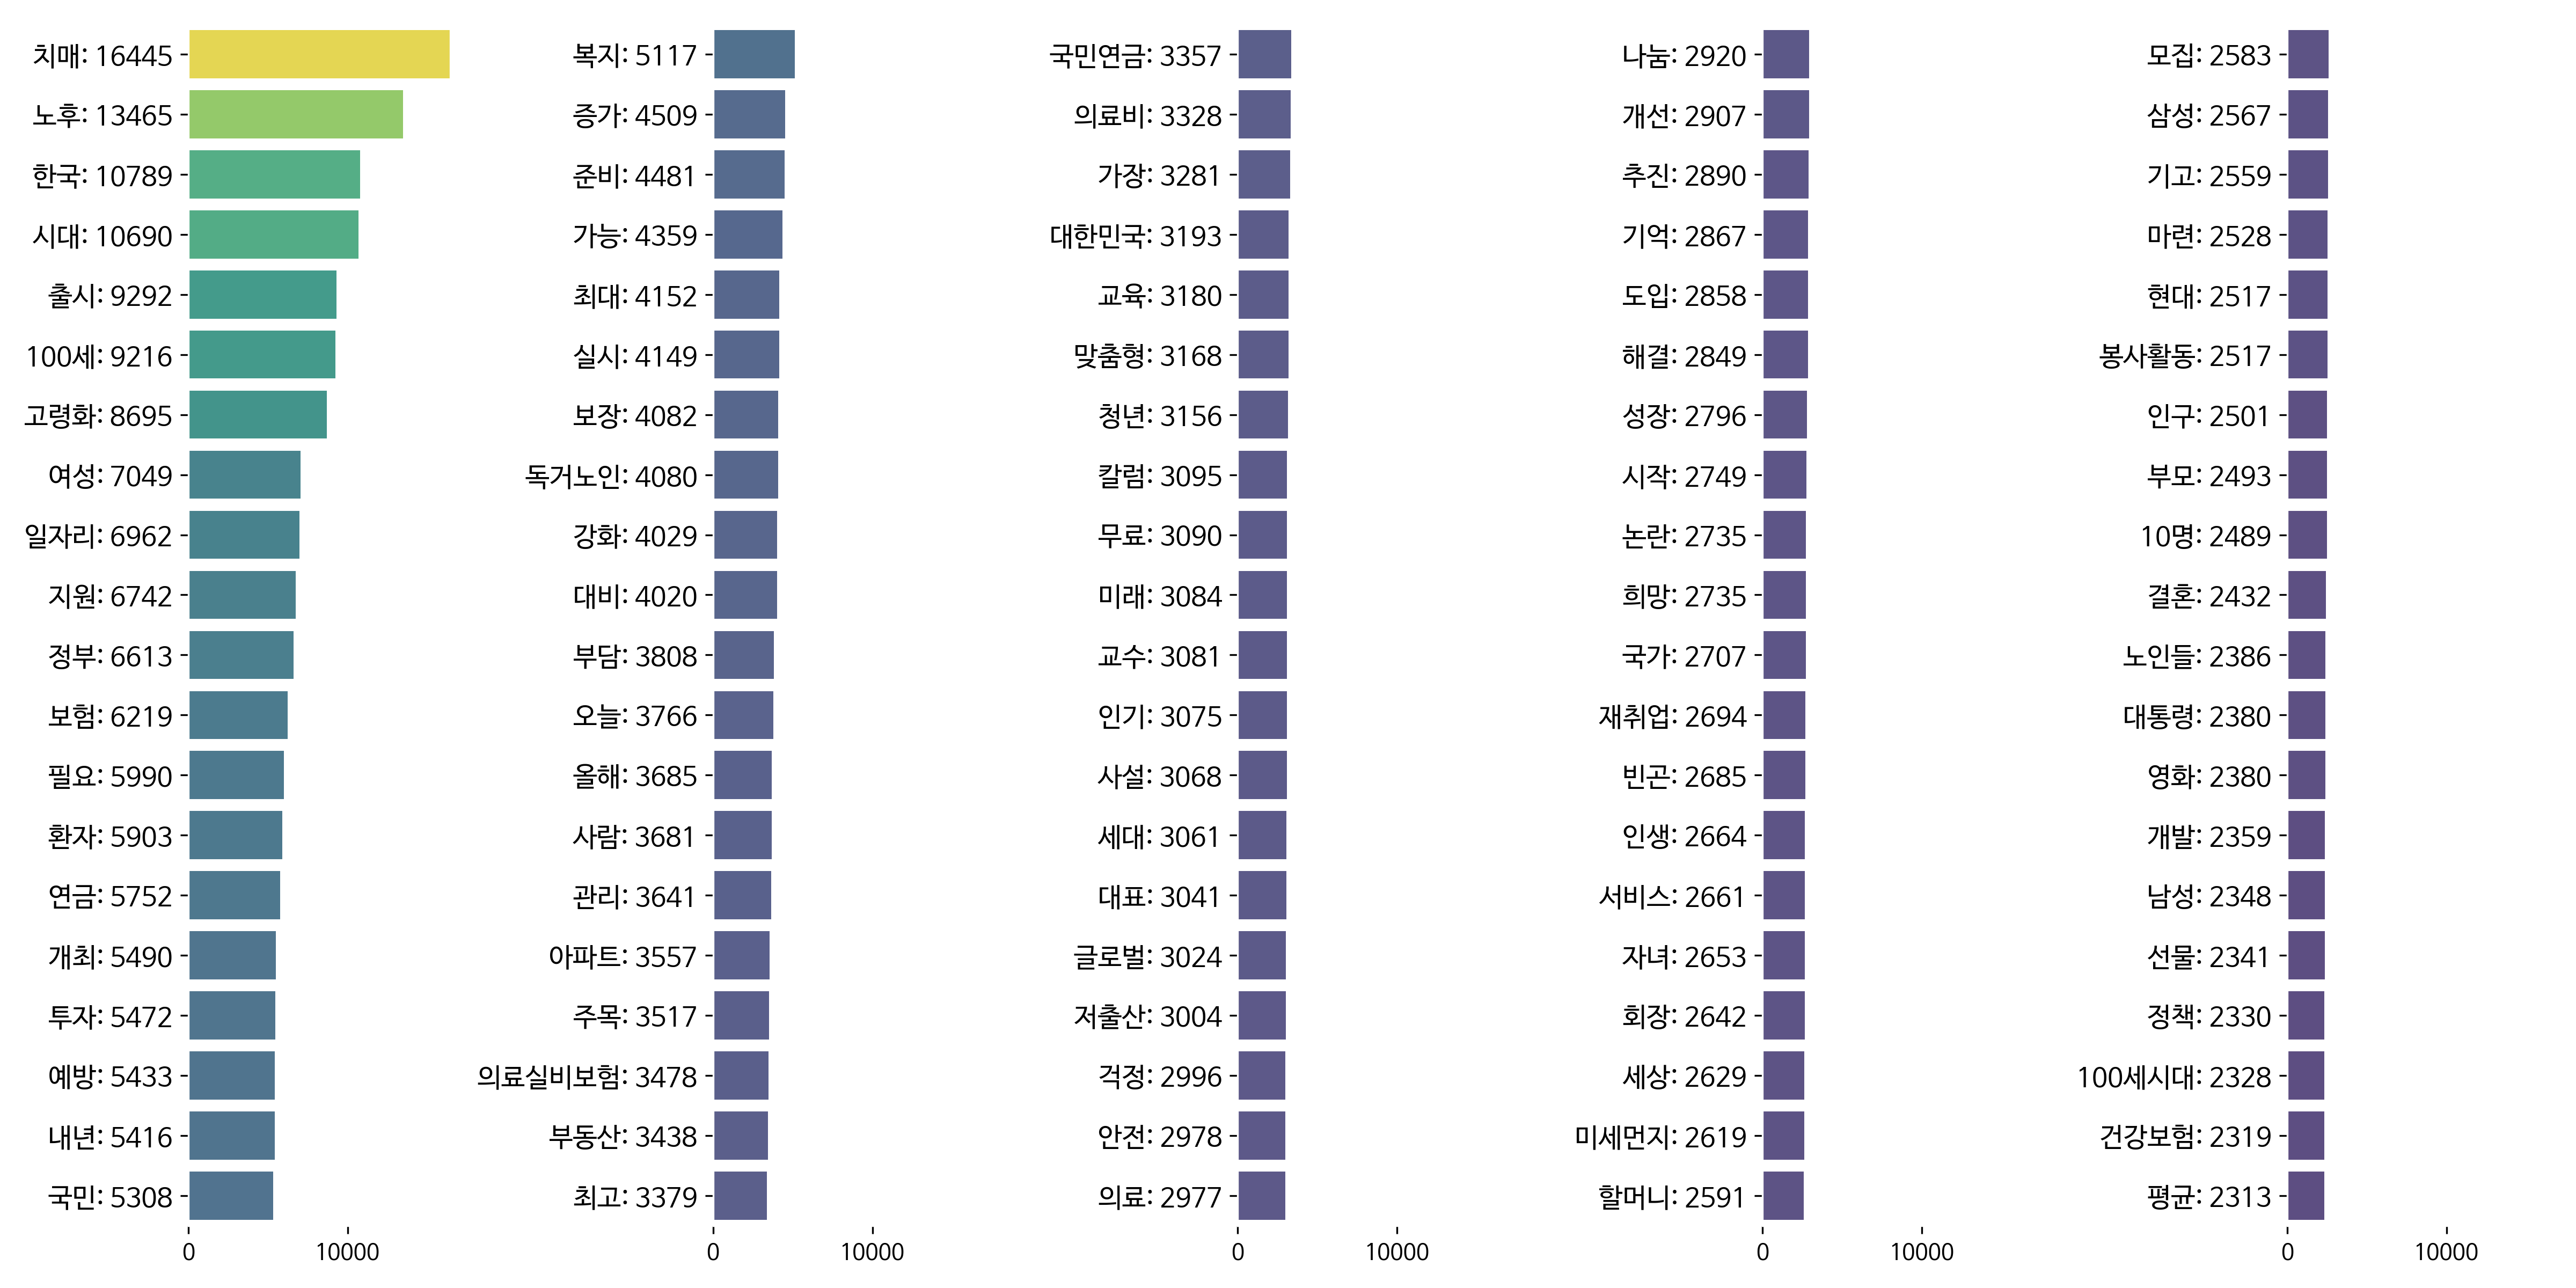 치매: 16445
노후: 13465
한국: 10789
시대: 10690
출시: 9292
100세: 9216
고령화: 8695
여성: 7049
일자리: 6962
지원: 6742
정부: 6613
보험: 6219
필요: 5990
환자: 5903
연금: 5752
개최: 5490
투자: 5472
예방: 5433
내년: 5416
국민: 5308
0 10000
복지: 5117
증가: 4509
준비: 4481
가능: 4359
최대: 4152
실시: 4149
보장: 4082
독거노인: 4080
강화: 4029
대비: 4020
부담: 3808
오늘: 3766
올해: 3685
사람: 3681
관리: 3641
아파트: 3557
주목: 3517
의료실비보험: 3478
부동산: 3438
최고: 3379
0 10000
국민연금: 3357
의료비: 3328
가장: 3281
대한민국: 3193
교육: 3180
맞춤형: 3168
청년: 3156
칼럼: 3095
무료: 3090
미래: 3084
교수: 3081
인기: 3075
사설: 3068
세대: 3061
대표: 3041
글로벌: 3024
저출산: 3004
걱정: 2996
안전: 2978
의료: 2977
0 10000
나눔: 2920
개선: 2907
추진: 2890
기억: 2867
도입: 2858
해결: 2849
성장: 2796
시작: 2749
논란: 2735
희망: 2735
국가: 2707
재취업: 2694
빈곤: 2685
인생: 2664
서비스: 2661
자녀: 2653
회장: 2642
세상: 2629
미세먼지: 2619
할머니: 2591
0 10000
모집: 2583
삼성: 2567
기고: 2559
마련: 2528
현대: 2517
봉사활동: 2517
인구: 2501
부모: 2493
10명: 2489
결혼: 2432
노인들: 2386
대통령: 2380
영화: 2380
개발: 2359
남성: 2348
선물: 2341
정책: 2330
100세시대: 2328
건강보험: 2319
평균: 2313
0 10000